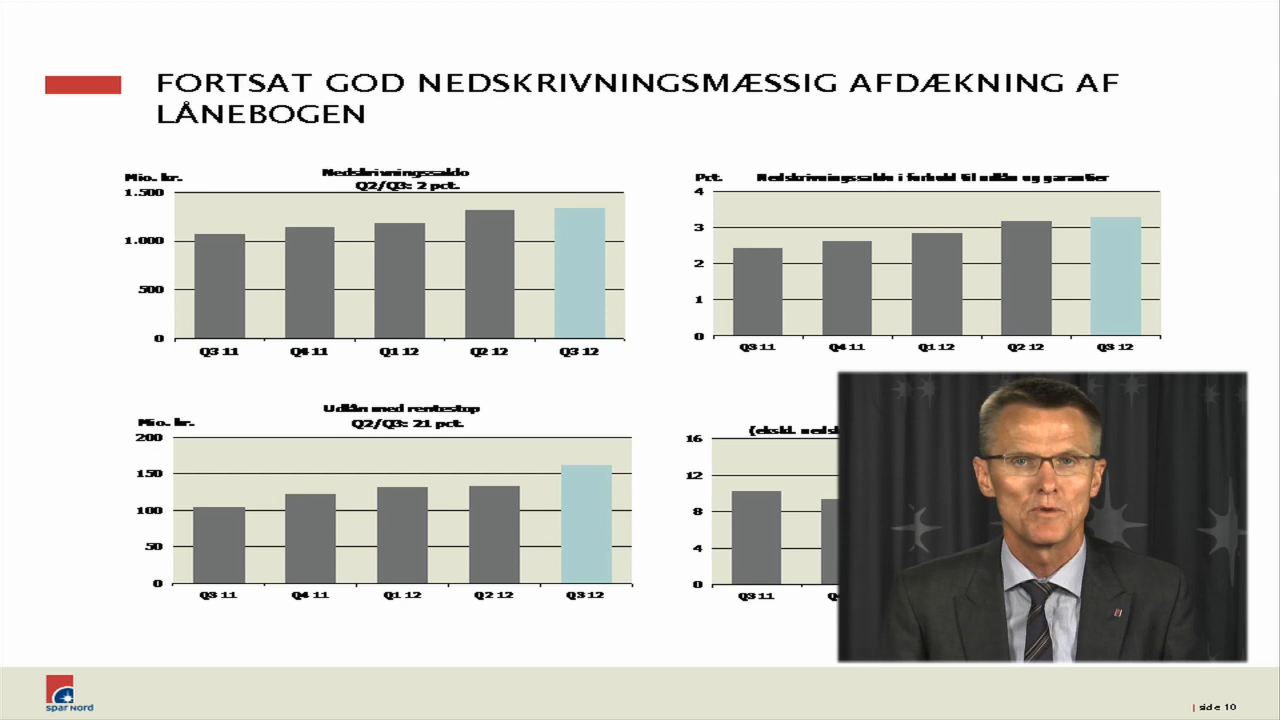 FORTSAT GOD NEDSKRIVNINGSMÆSSIG AFDÆKNING AF
LÅNEBOGEN
Mio. kr.
Nedskrivningssaldo
Q2/Q3: 2 pct.
1.500
1.000
500
0
Q3 11 Q4 11 Q1 12 Q2 12 Q3 12
Pct.
Nedskrivningssaldo i forhold til udlån og garantier
4
3
2
1
0
Q3 11 Q4 11 Q1 12 Q2 12 Q3 12
Mio. kr.
Udlån med rentestop
Q2/Q3: 21 pct.
200
150
100
50
0
Q3 11 Q4 11 Q1 12 Q2 12 Q3 12
(ekskl. nedsk
16
12
8
4
0
Q3 11
spar nord
| side 10